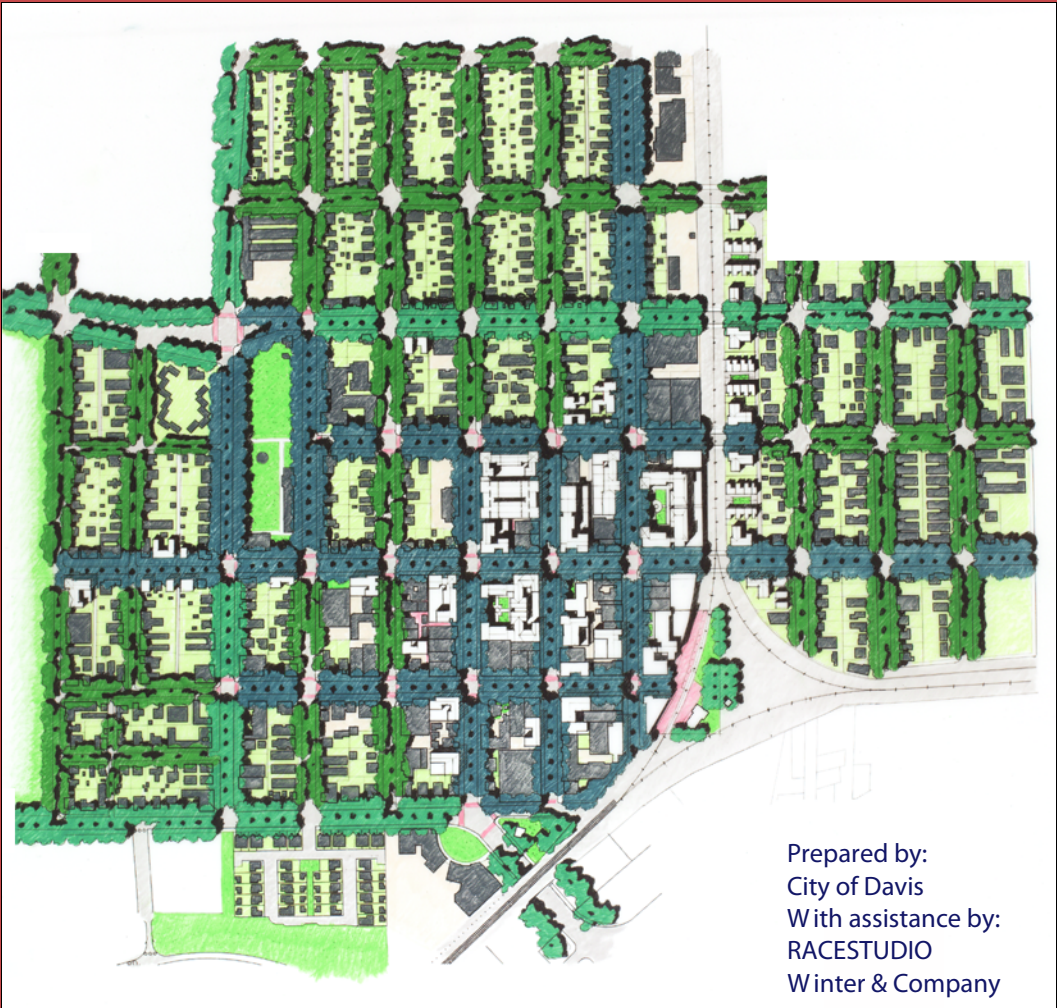 Prepared by:
City of Davis
With assistance by:
RACESTUDIO
Winter & Company